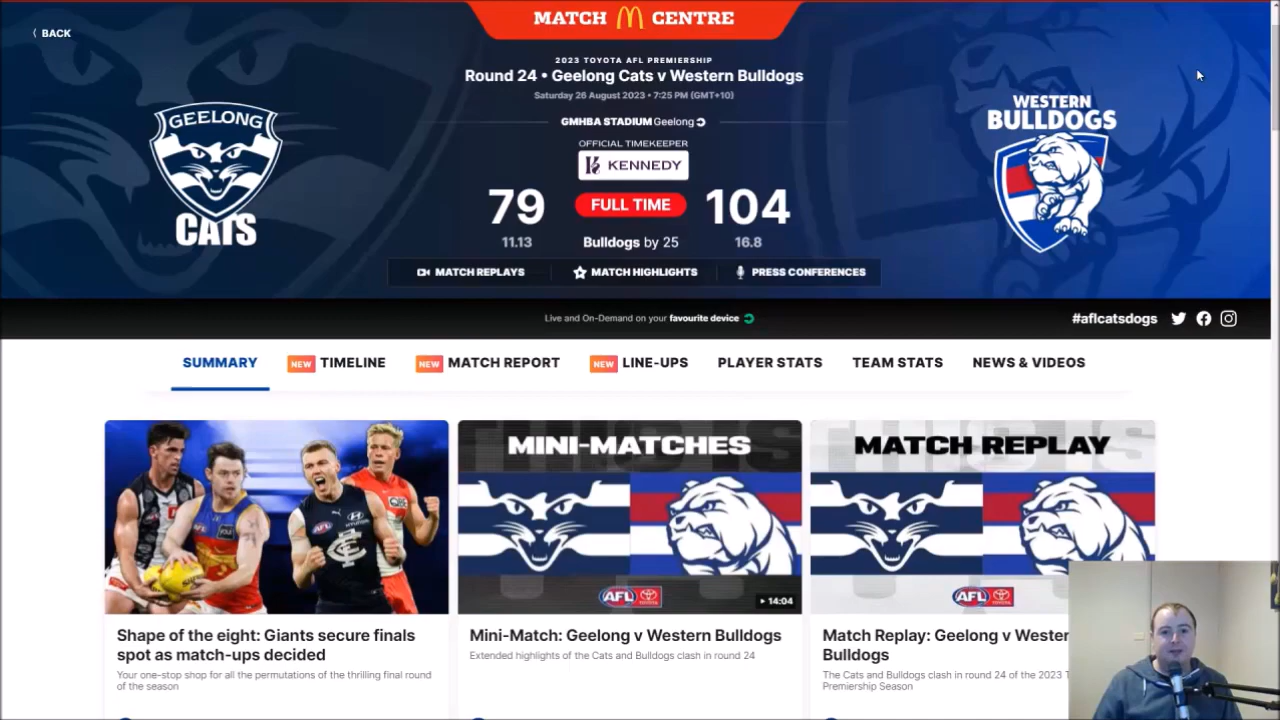 MATCH CENTRE
BACK
2023 TOYOTA AFL PREMIERSHIP
Round 24 • Geelong Cats v Western Bulldogs
Saturday 26 August 2023 • 7:25 PM (GMT+10)
GMHBA STADIUM Geelong
OFFICIAL TIMEKEEPER
KENNEDY
GEELONG
CATS
WESTERN
BULLDOGS
79 FULL TIME 104
11.13 Bulldogs by 25 16.8
MATCH REPLAYS MATCH HIGHLIGHTS PRESS CONFERENCES
Live and On-Demand on your favourite device
#aflcatsdogs
SUMMARY NEW TIMELINE NEW MATCH REPORT NEW LINE-UPS PLAYER STATS TEAM STATS NEWS & VIDEOS
MINI-MATCHES
AFL TOYOTA
14:04
MATCH REPLAY
AFL TOYOTA
Shape of the eight: Giants secure finals
spot as match-ups decided
Your one-stop shop for all the permutations of the thrilling final round
of the season
Mini-Match: Geelong v Western Bulldogs
Extended highlights of the Cats and Bulldogs clash in round 24
Match Replay: Geelong v Wester
Bulldogs
The Cats and Bulldogs clash in round 24 of the 2023 T
Premiership Season